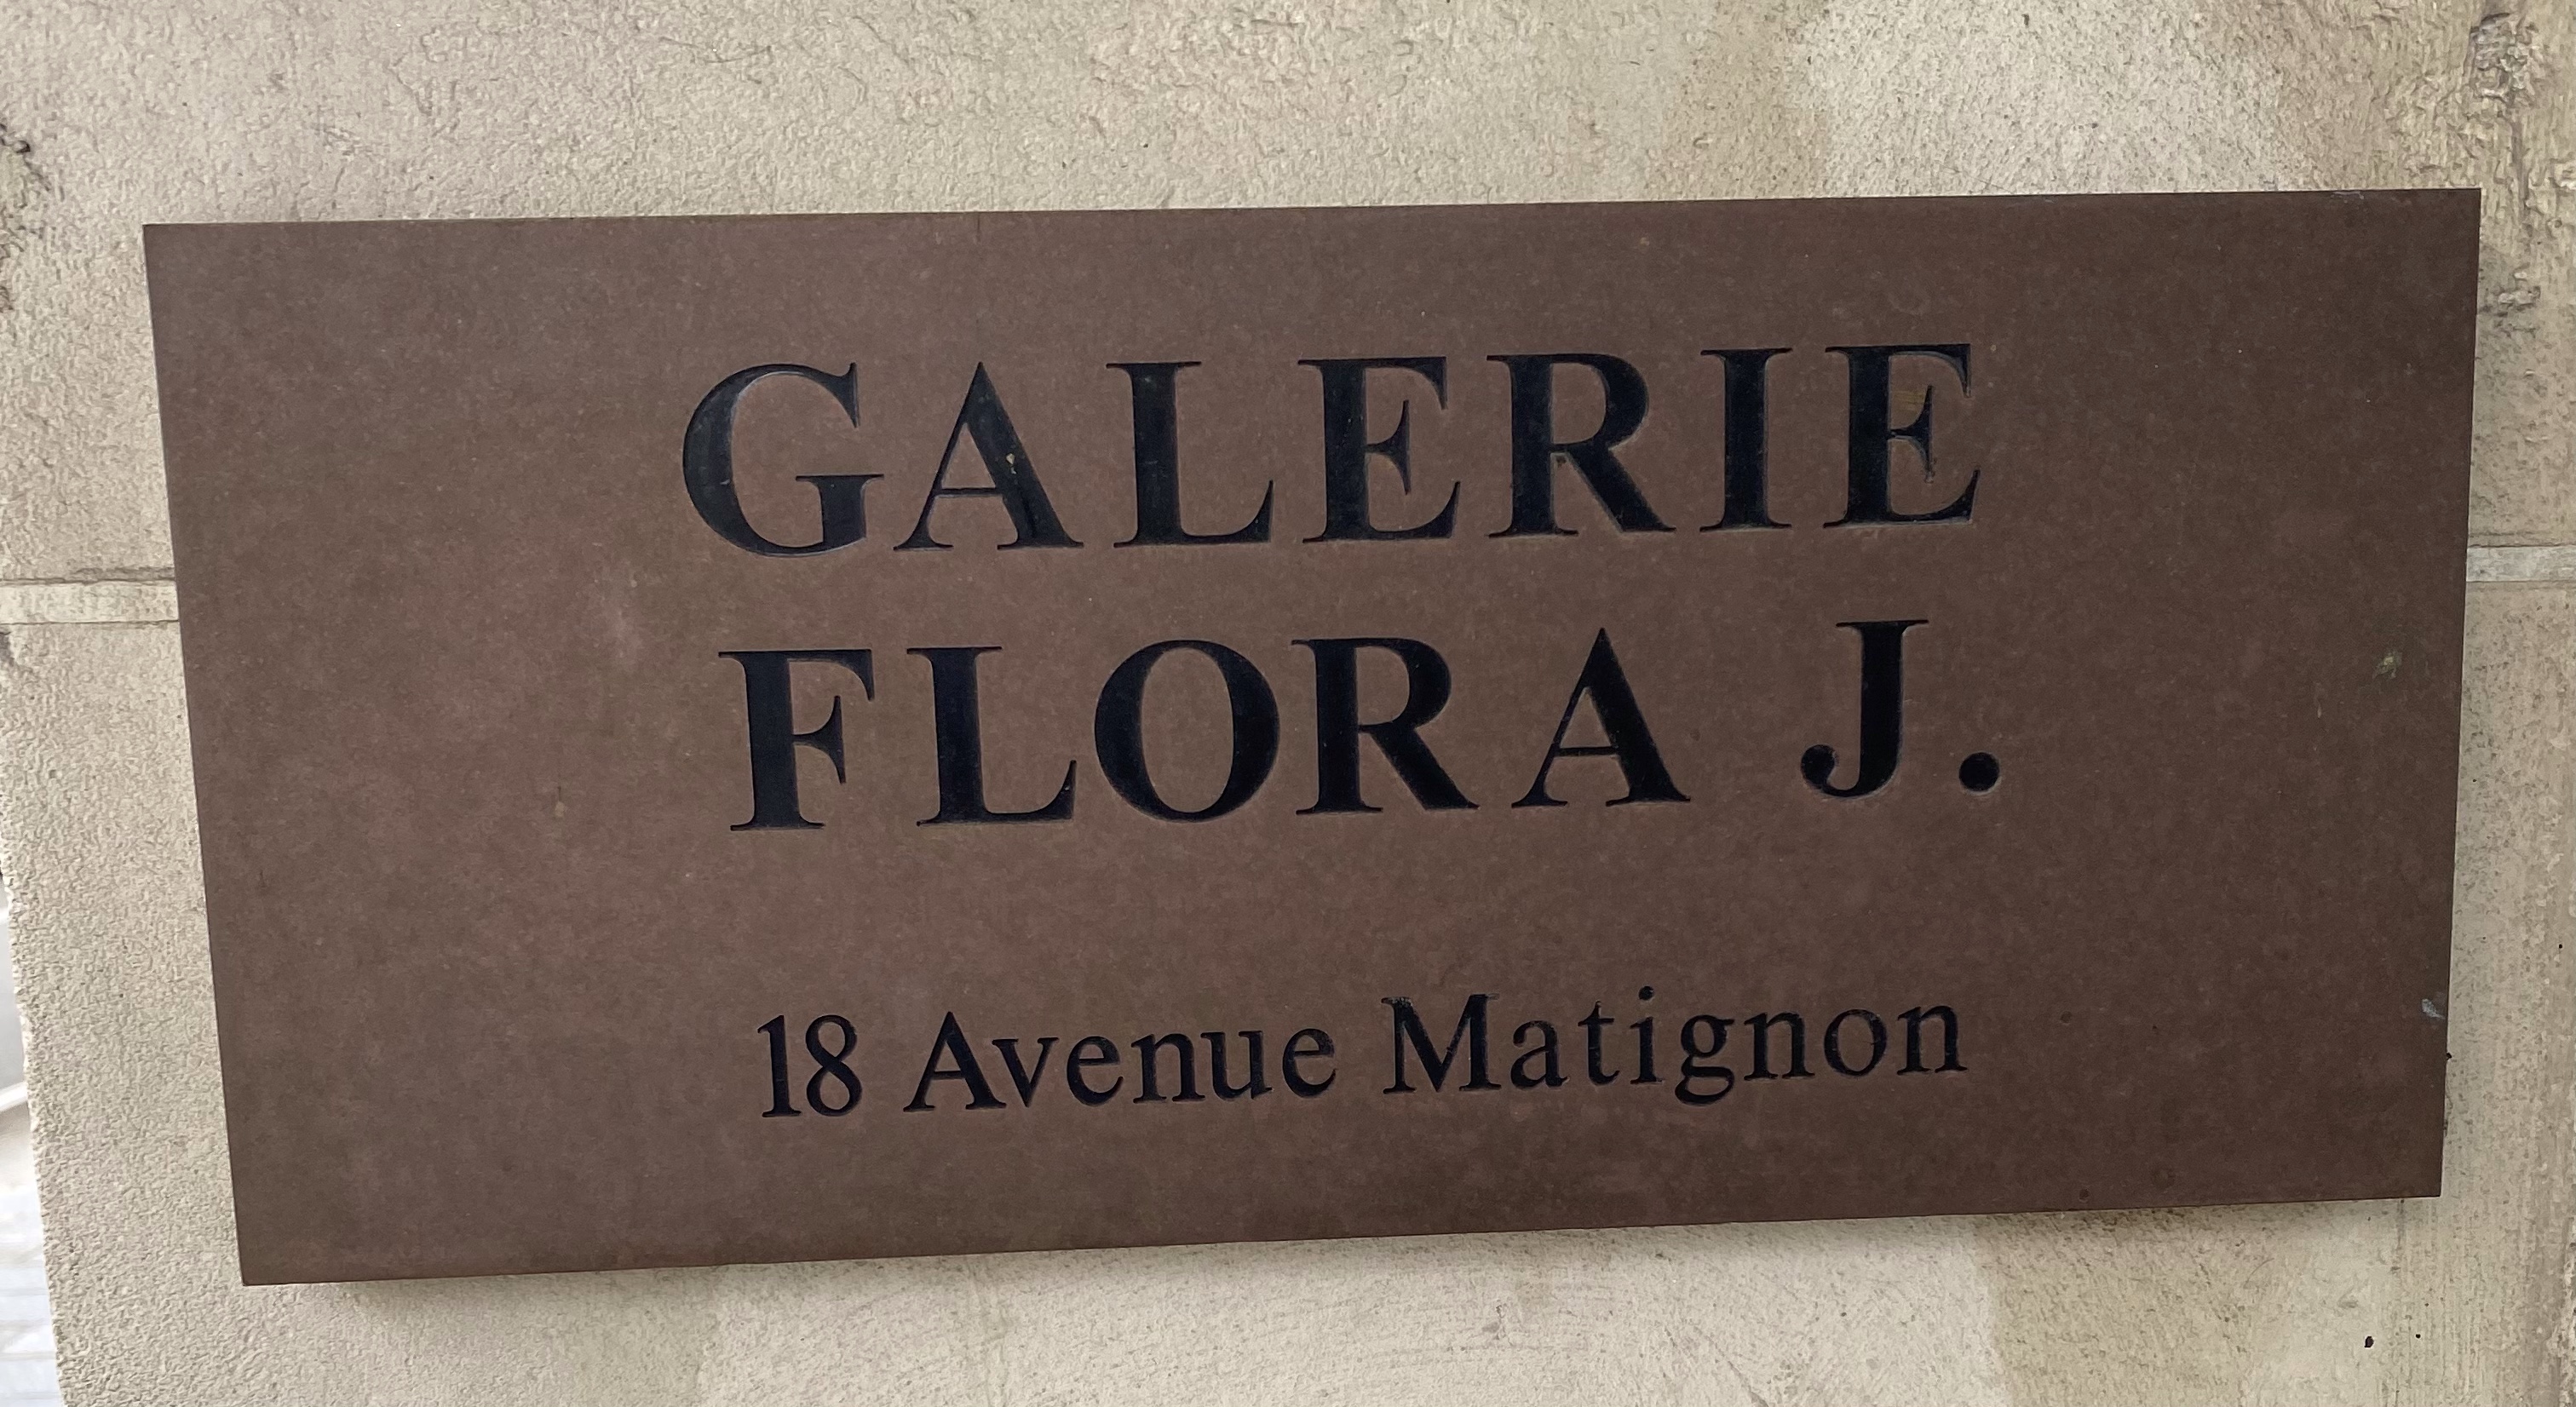 GALERIE
FLORA J.
18 Avenue Matignon